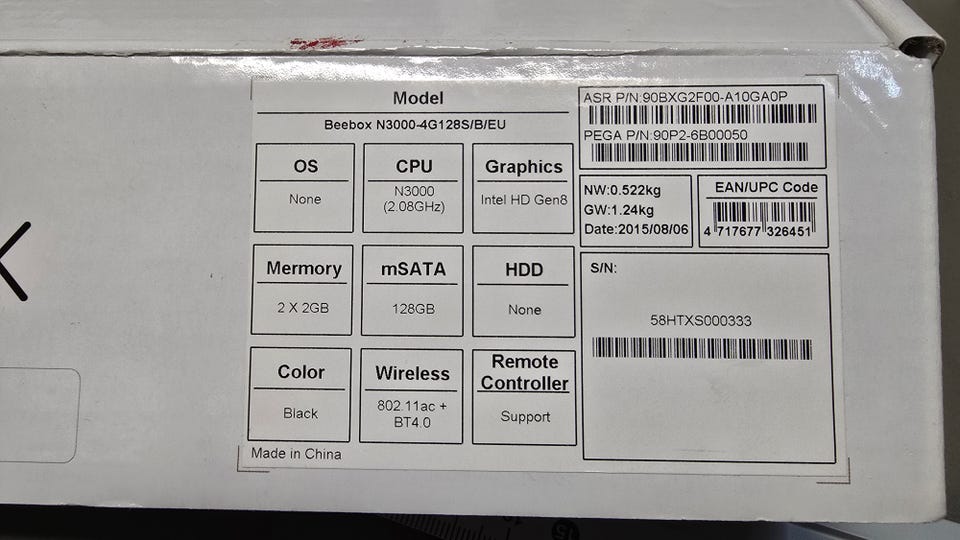 Model
Beebox N3000-4G128S/B/EU
OS
None
CPU
N3000
(2.08GHz)
Graphics
Intel HD Gen8
Mermory
2 X 2GB
mSATA
128GB
HDD
None
Color
Black
Wireless
802.11ac +
BT4.0
Remote
Controller
Support
Made in China
ASR P/N:90BXG2F00-A10GA0P
PEGA P/N:90P2-6B00050
NW:0.522kg
GW:1.24kg
Date:2015/08/06
EAN/UPC Code
4 717677 326451
S/N:
58HTXS000333